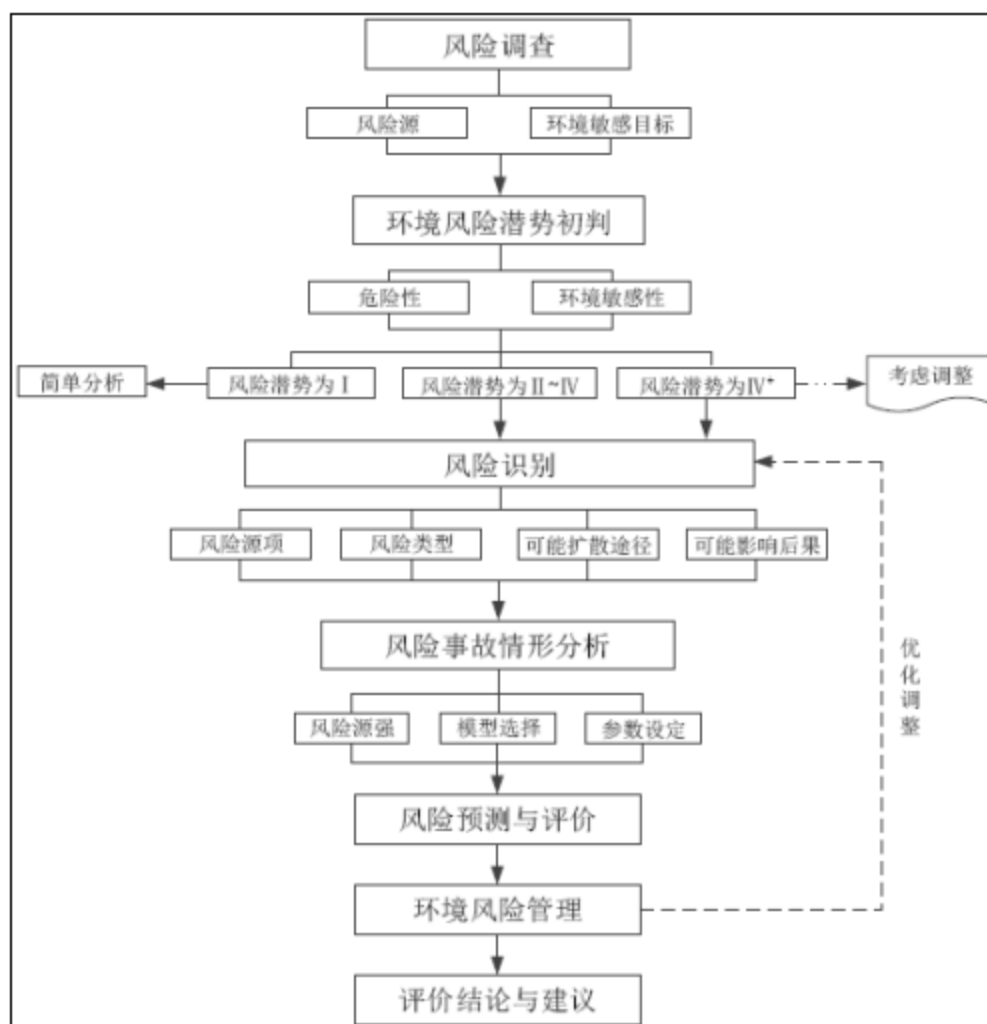 风险调查
风险源
环境敏感目标
环境风险潜势初判
危险性
环境敏感性
简单分析
风险潜势为Ⅰ
风险潜势为Ⅱ~Ⅳ
风险潜势为Ⅳ⁺
考虑调整
风险识别
风险源项
风险类型
可能扩散途径
可能影响后果
风险事故情形分析
优化调整
风险源强
模型选择
参数设定
风险预测与评价
环境风险管理
评价结论与建议